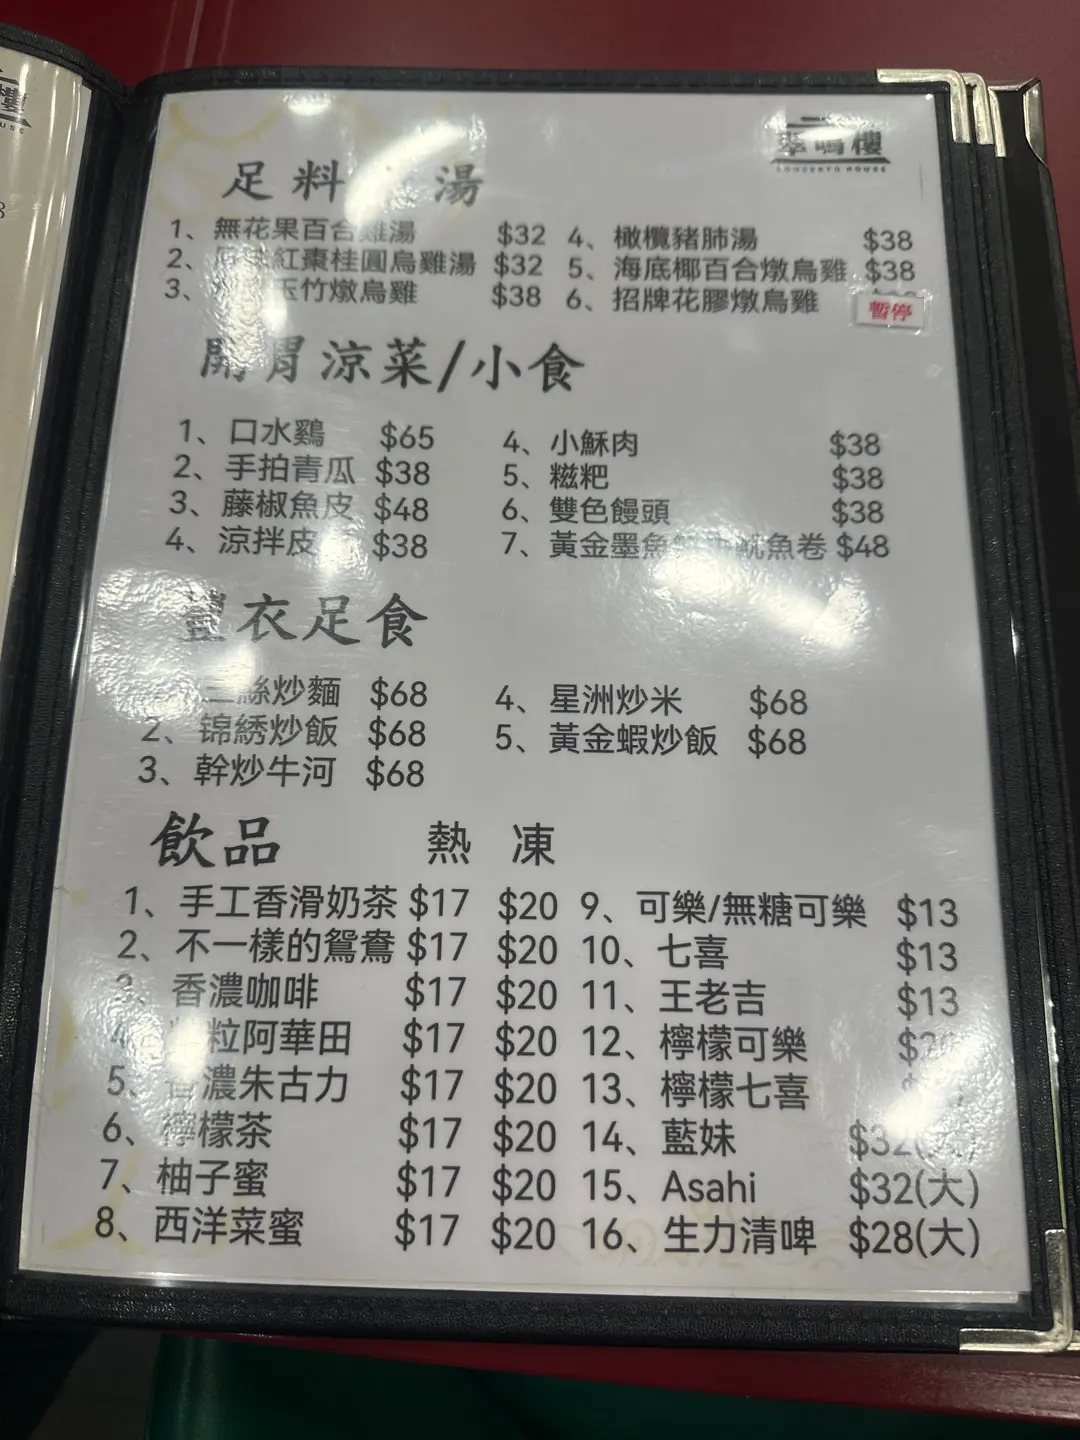 樓
鳴樓
足料 湯
1、無花果百合雞湯 $32 4、橄欖豬肺湯 $38
2、紅棗桂圓烏雞湯 $32 5、海底椰百合燉烏雞 $38
3、玉竹燉烏雞 $38 6、招牌花膠燉烏雞 暫停
開胃涼菜/小食
1、口水鷄 $65 4、小酥肉 $38
2、手拍青瓜 $38 5、糍粑 $38
3、藤椒魚皮 $48 6、雙色饅頭 $38
4、涼拌皮 $38 7、黃金墨魚 魷魚卷 $48
衣足食
絲炒麵 $68 4、星洲炒米 $68
2、锦綉炒飯 $68 5、黃金蝦炒飯 $68
3、幹炒牛河 $68
飲品 熱 凍
1、手工香滑奶茶 $17 $20 9、可樂/無糖可樂 $13
2、不一樣的鴛鴦 $17 $20 10、七喜 $13
3、香濃咖啡 $17 $20 11、王老吉 $13
4、粒阿華田 $17 $20 12、檸檬可樂
5、香濃朱古力 $17 $20 13、檸檬七喜
6、檸檬茶 $17 $20 14、藍妹 $32
7、柚子蜜 $17 $20 15、Asahi $32(大)
8、西洋菜蜜 $17 $20 16、生力清啤 $28(大)